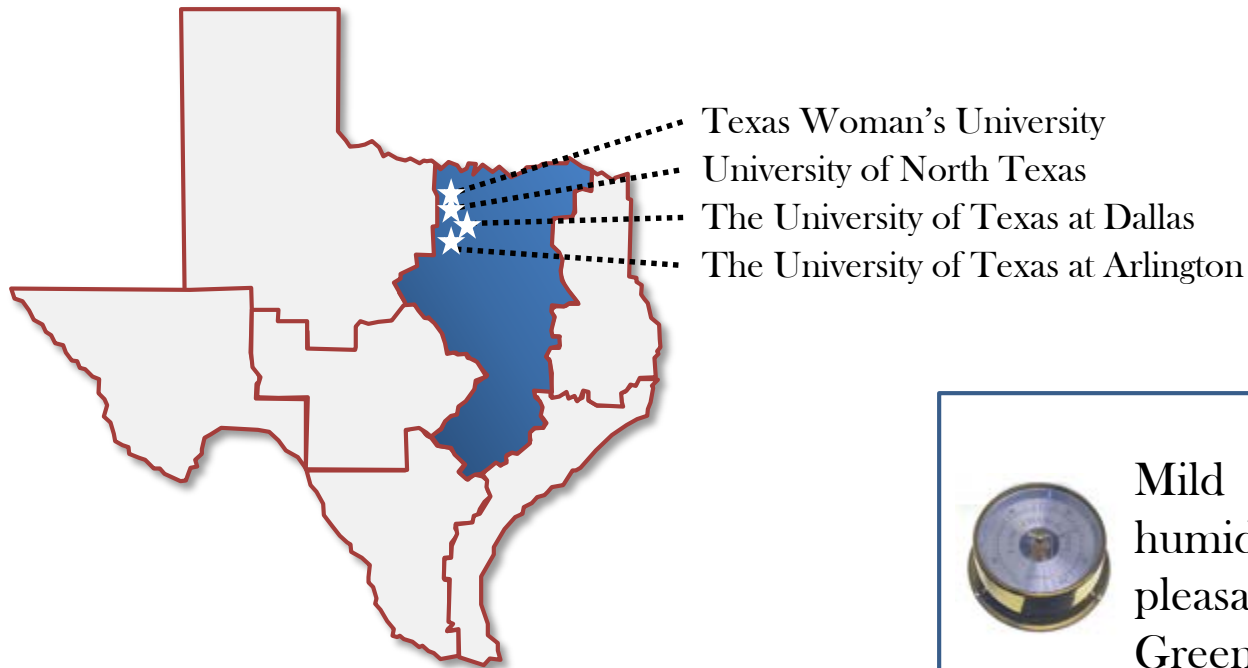 Texas Woman’s University
University of North Texas
The University of Texas at Dallas
The University of Texas at Arlington
Mild
pleasa
Green